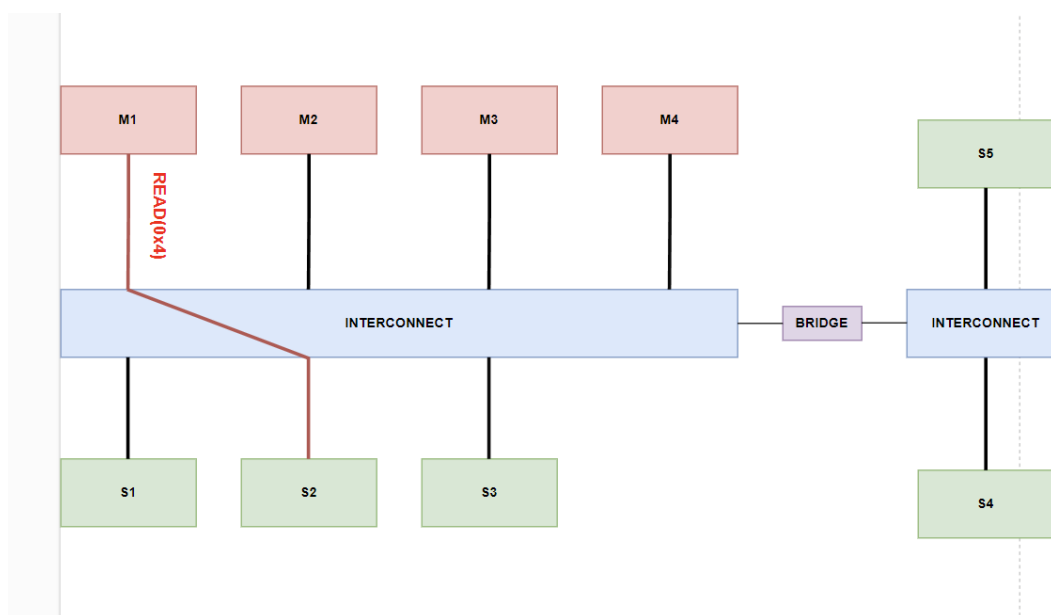 M1
M2
M3
M4
S5
READ(0x4)
INTERCONNECT
BRIDGE
INTERCONNECT
S1
S2
S3
S4